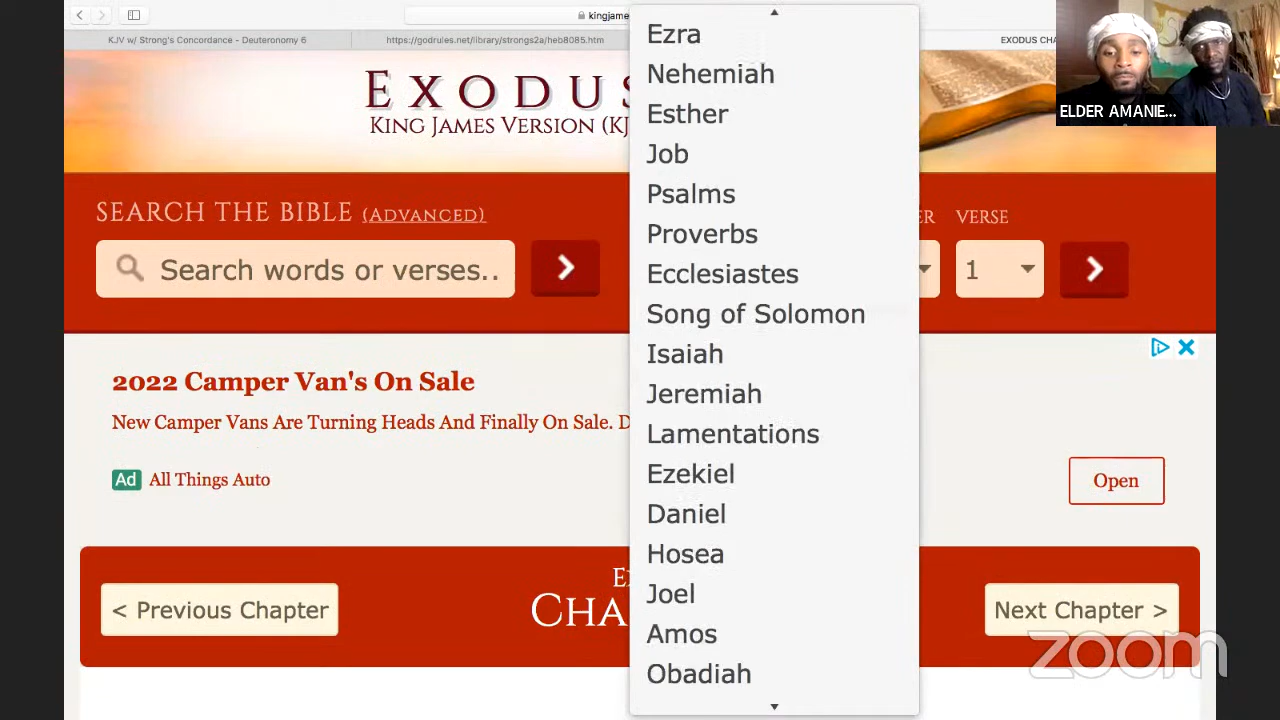 kingjame
KJV w/ Strong's Concordance - Deuteronomy 6
https://godrules.net/library/strongs2a/heb8085.htm
EXODUS CHA
ELDER AMANIE...
EXODUS
KING JAMES VERSION (KJ
SEARCH THE BIBLE (ADVANCED)
Search words or verses..
ER
VERSE
1
Ezra
Nehemiah
Esther
Job
Psalms
Proverbs
Ecclesiastes
Song of Solomon
Isaiah
Jeremiah
Lamentations
Ezekiel
Daniel
Hosea
Joel
Amos
Obadiah
2022 Camper Van's On Sale
New Camper Vans Are Turning Heads And Finally On Sale. D
Ad All Things Auto
Open
< Previous Chapter
E
CHA
Next Chapter >
zoom